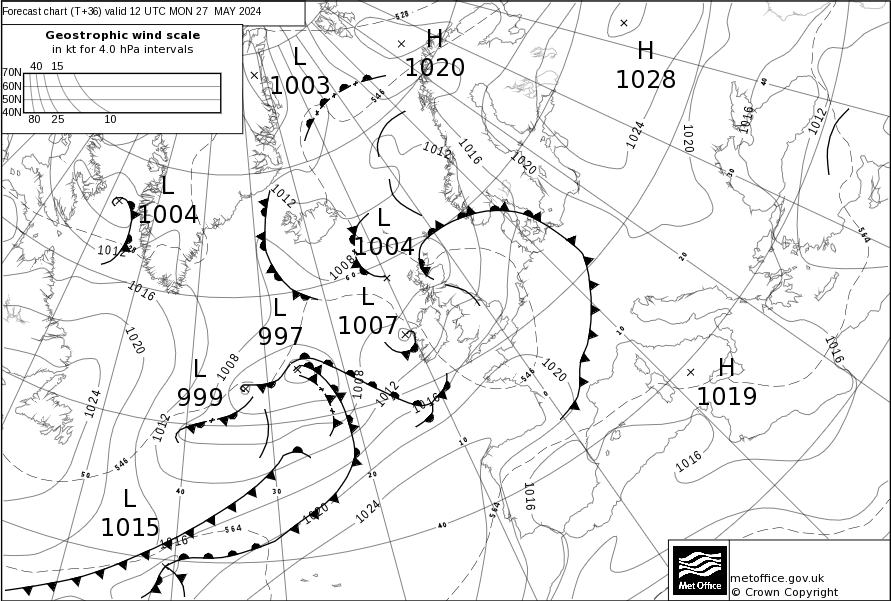 Forecast chart (T+36) valid 12 UTC MON 27 MAY 2024
Geostrophic wind scale
in kt for 4.0 hPa intervals
40 15
70N
60N
50N
40N
80 25 10
528
H
1020
H
1028
L
1003
546
40
1016
1012
1024
1020
1012
1016
1020
30
L
1004
1012
L
1004
564
1012
50
1008
60
20
1016
L
1007
L
997
10
1020
1016
1008
L
999
1008
1012
546
1020
0
H
1019
1024
1012
1016
10
1016
50
546
20
40
30
1016
L
1015
1020
1024
564
40
564
1016
Met Office
metoffice.gov.uk
© Crown Copyright